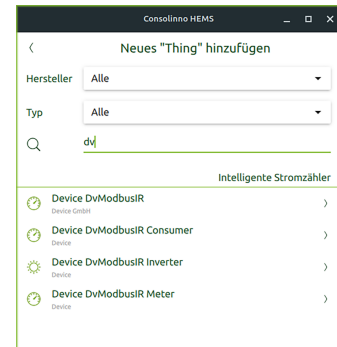 Consolinno HEMS
Neues "Thing" hinzufügen
Hersteller Alle
Typ Alle
dv
Intelligente Stromzähler
Device DvModbusIR
Device GmbH
Device DvModbusIR Consumer
Device
Device DvModbusIR Inverter
Device
Device DvModbusIR Meter
Device